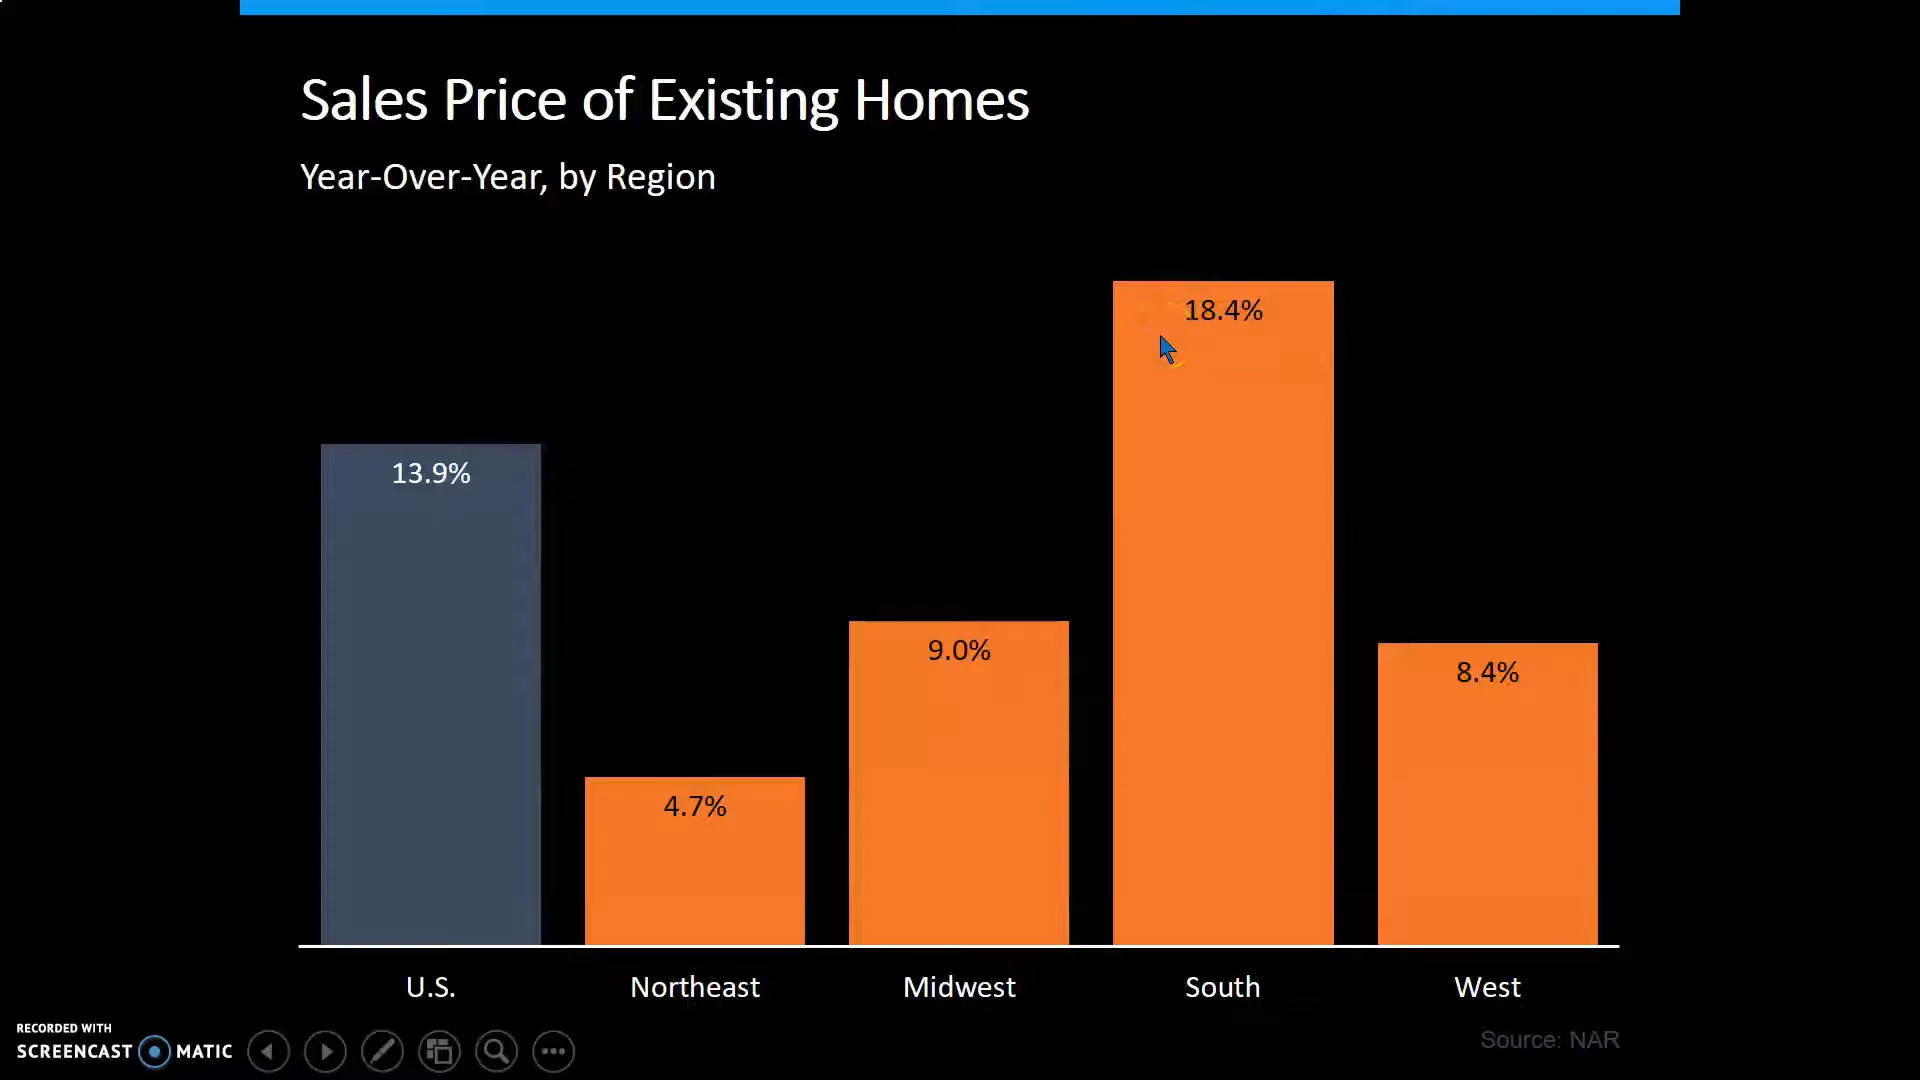 Sales Price of Existing Homes
Year-Over-Year, by Region
18.4%
13.9%
9.0%
8.4%
4.7%
U.S. Northeast Midwest South West
Source: NAR
RECORDED WITH
SCREENCAST MATIC